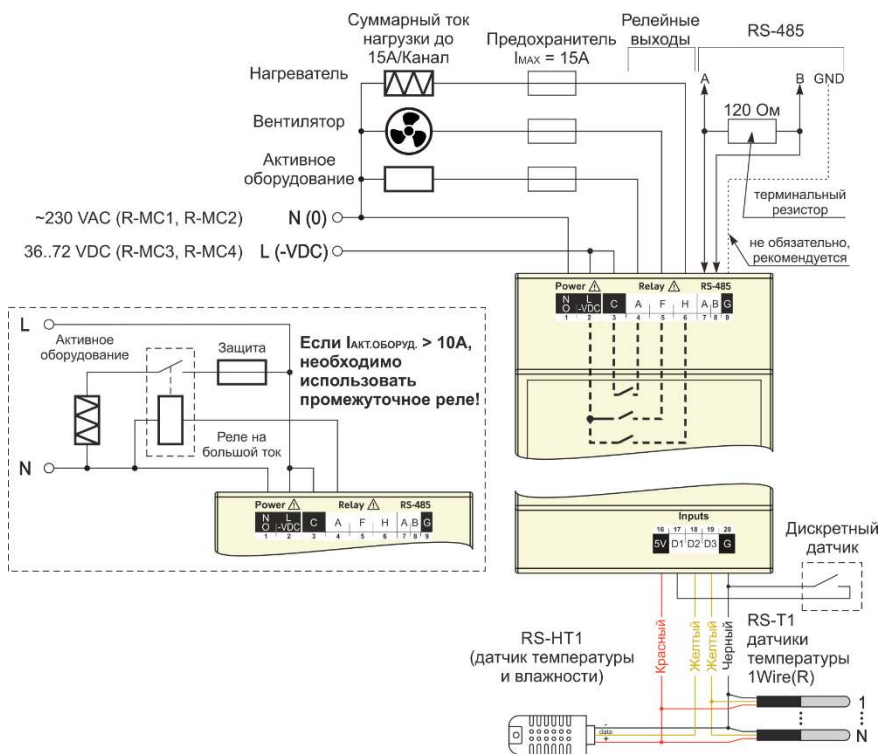 Суммарный ток
нагрузки до
15А/Канал
Предохранитель
IMAX = 15А
Релейные
выходы
RS-485
Нагреватель
A
B
GND
120 Ом
Вентилятор
Активное
оборудование
терминальный
резистор
~230 VAC (R-MC1, R-MC2)
N (0)
36..72 VDC (R-MC3, R-MC4)
L (-VDC)
не обязательно,
рекомендуется
Power ⚠ Relay ⚠ RS-485
N O L -VDC C A F H A B G
1 2 3 4 5 6 7 8 9
L
Активное
оборудование
Защита
Если IАКТ.ОБОРУД. > 10А,
необходимо
использовать
промежуточное реле!
Реле на
большой ток
N
Power ⚠ Relay ⚠ RS-485
N O L -VDC C A F H A B G
1 2 3 4 5 6 7 8 9
Inputs
16 17 18 19 20
5V D1 D2 D3 G
Дискретный
датчик
Красный
Желтый
Желтый
Черный
RS-HT1
(датчик температуры
и влажности)
RS-T1
датчики
температуры
1Wire(R)
1
N
-
data
+